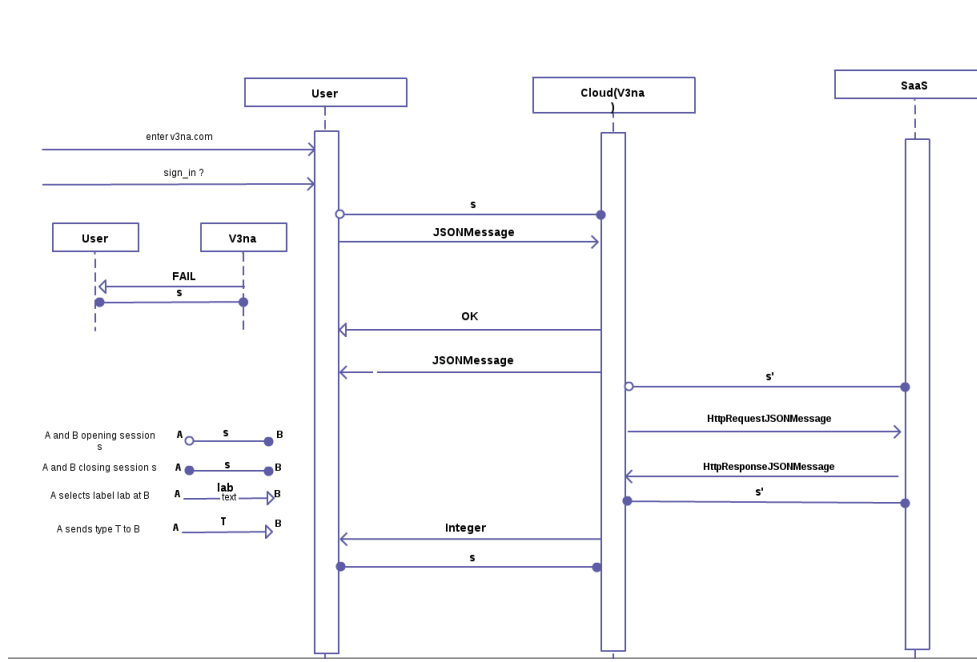 SaaS
User
Cloud(V3na
)
enter v3na.com
sign_in ?
s
JSONMessage
User
V3na
FAIL
s
OK
JSONMessage
s'
HttpRequestJSONMessage
A and B opening session
s
A
s
B
A and B closing session s
A
s
B
HttpResponseJSONMessage
s'
A selects label lab at B
A
lab
text
B
A sends type T to B
A
T
B
Integer
s